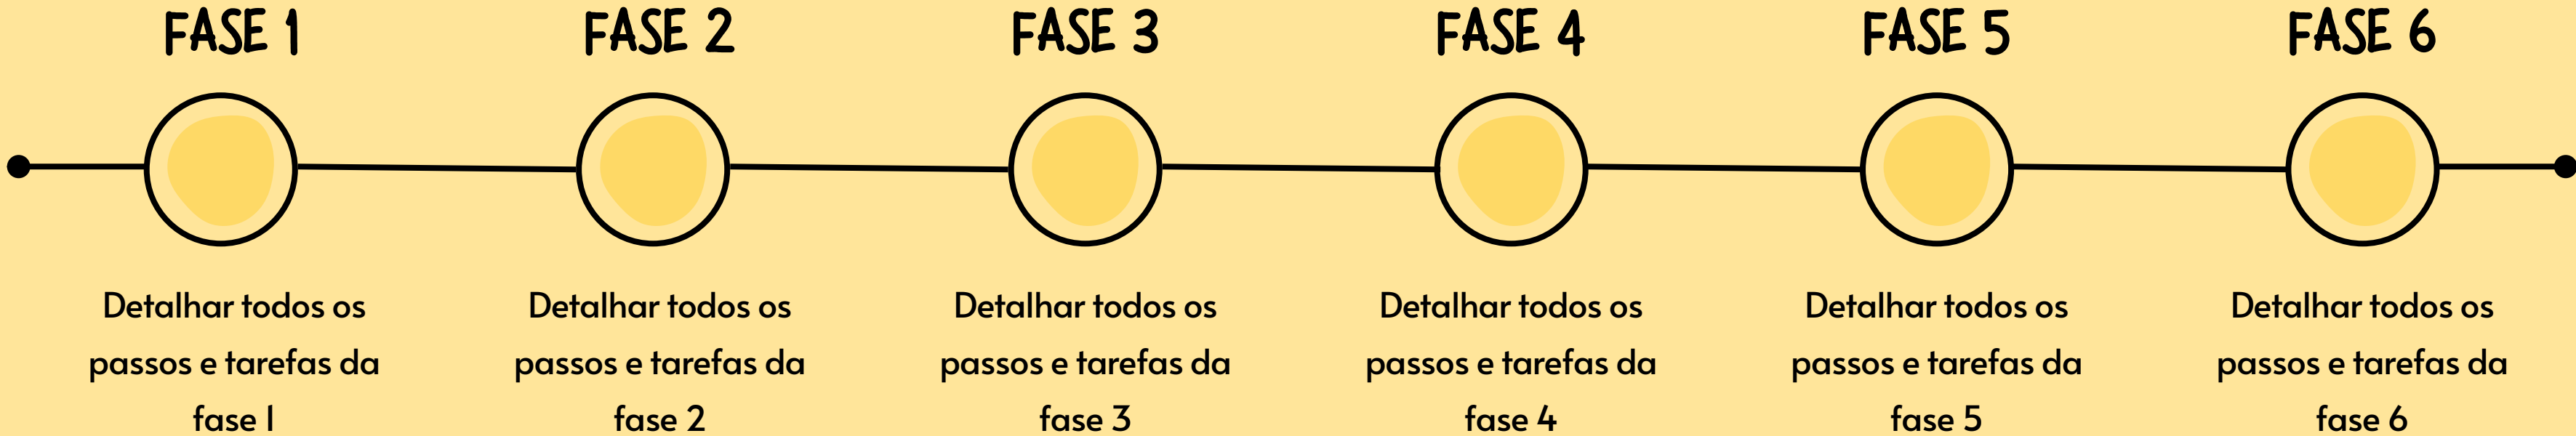 FASE 1
FASE 2
FASE 3
FASE 4
FASE 5
FASE 6
Detalhar todos os
passos e tarefas da
fase 1
Detalhar todos os
passos e tarefas da
fase 2
Detalhar todos os
passos e tarefas da
fase 3
Detalhar todos os
passos e tarefas da
fase 4
Detalhar todos os
passos e tarefas da
fase 5
Detalhar todos os
passos e tarefas da
fase 6